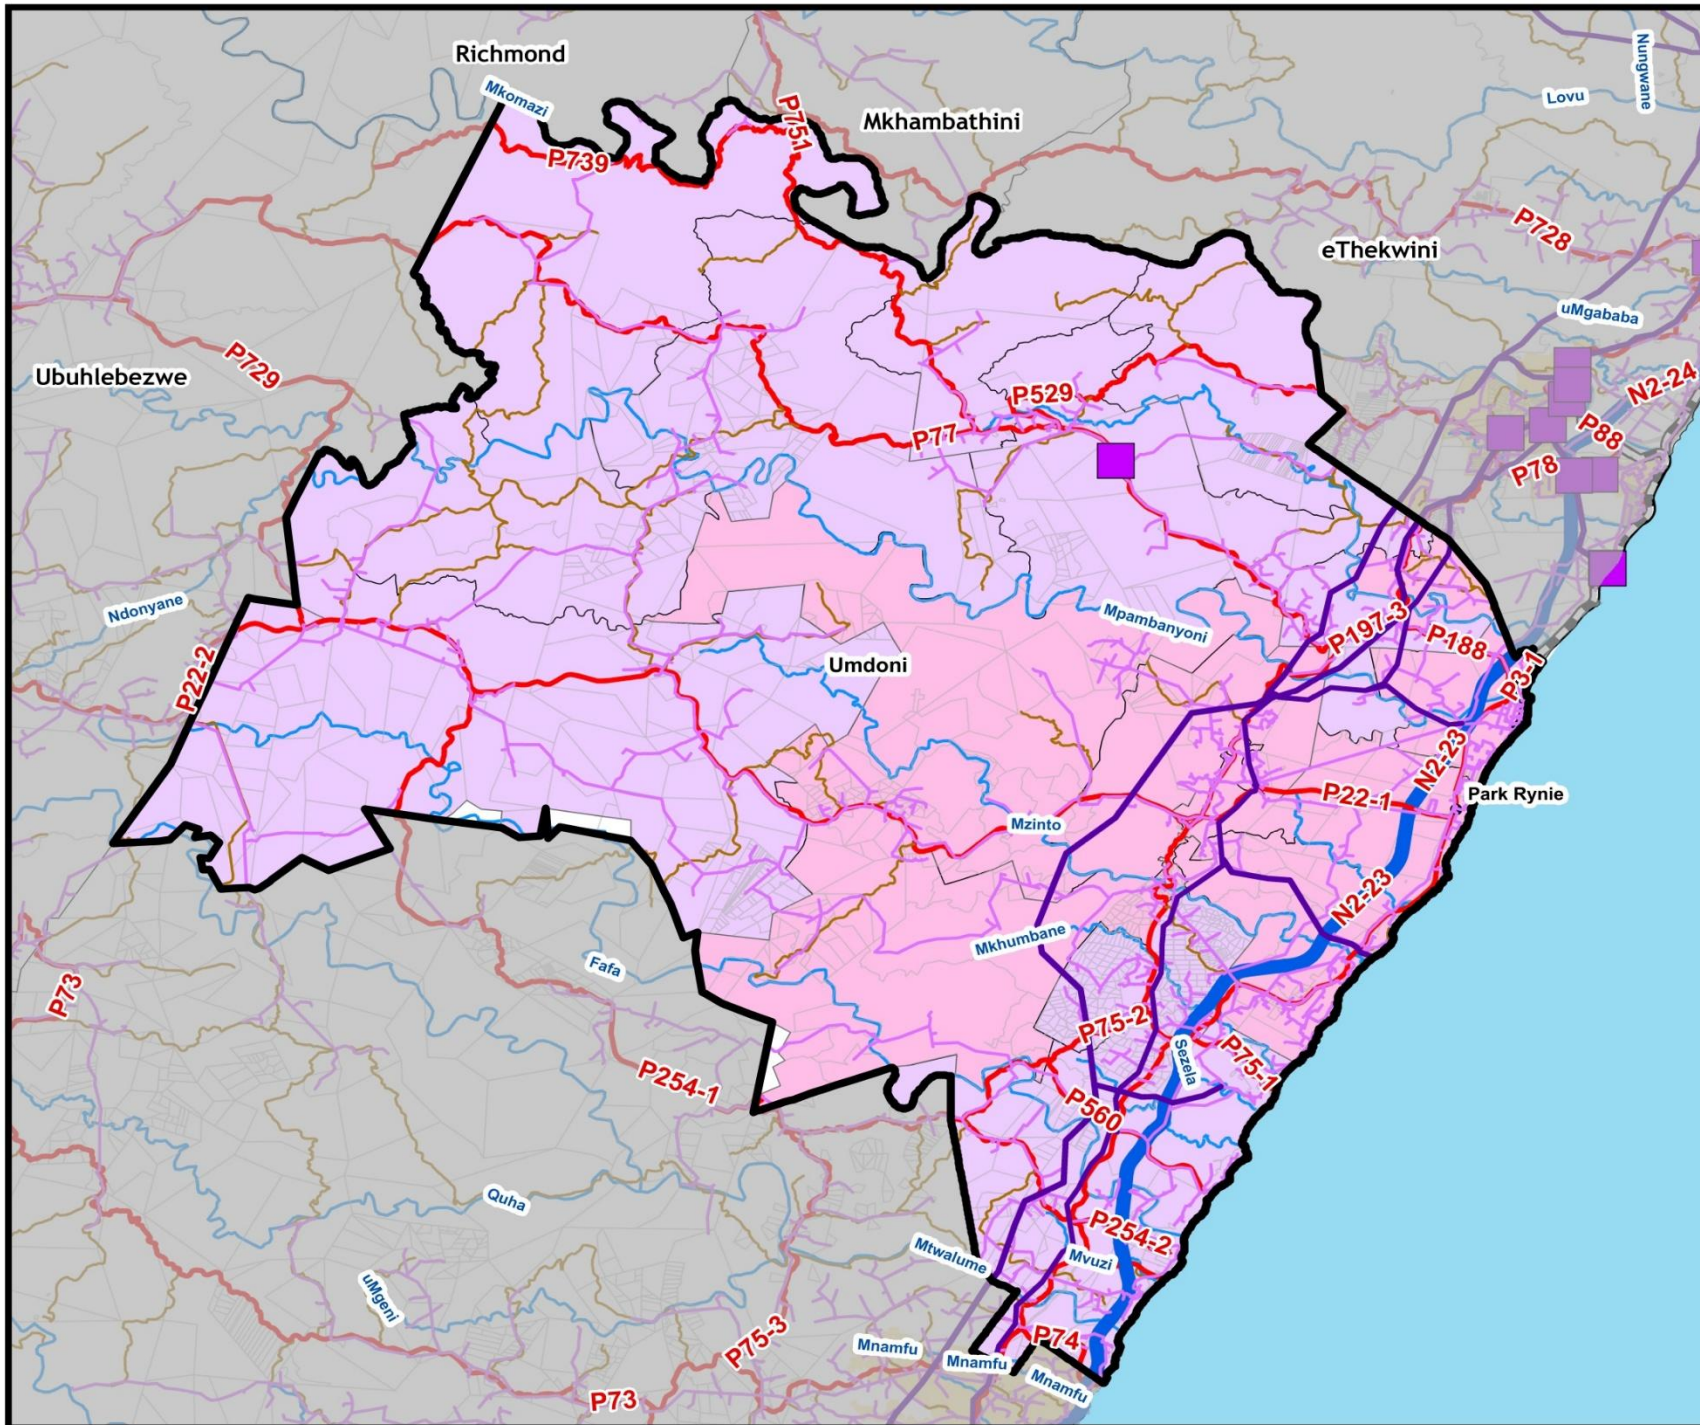 Richmond
Mkomazi
Nungwane
Lovu
P751
Mkhambathini
P739
P728
eThekwini
uMgababa
P729
Ubuhlebezwe
N2-24
P529
P88
P77
P78
Ndonyane
Mpambanyoni
P197-3
P188
P22-2
Umdoni
P3-1
N2-23
P22-1
Park Rynie
Mzinto
N2-23
Mkhumbane
Fafa
P73
P75-2
Sezela
P75-1
P254-1
P560
Quha
P254-2
Mtwalume
Mvuzi
uMgeni
P75-3
P74
Mnamfu
Mnamfu
Mnamfu
P73